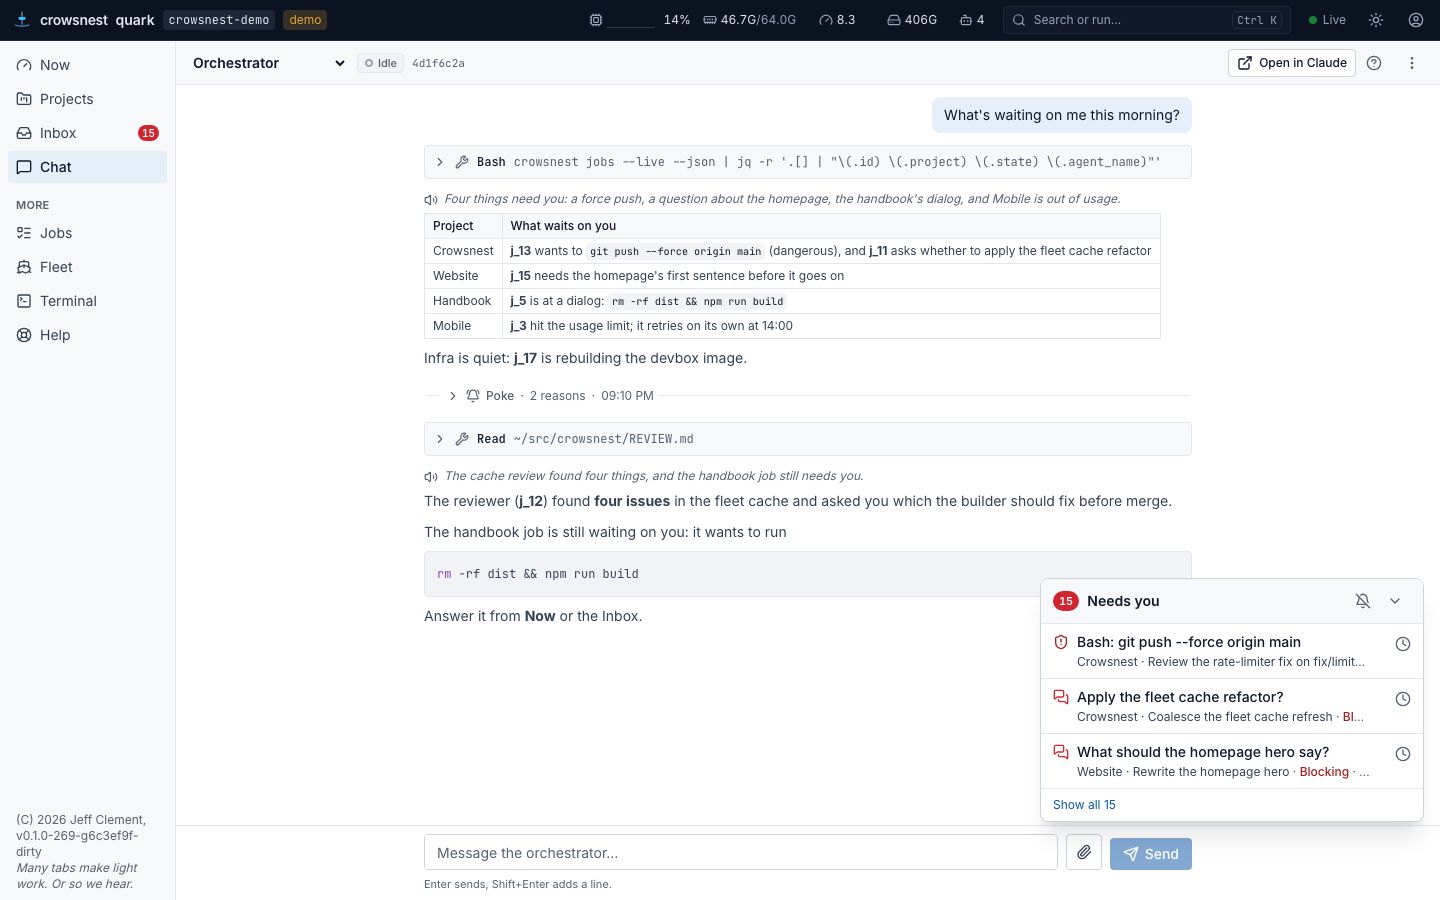 crowsnest quark crowsnest-demo demo 14% 46.7G/64.0G 8.3 406G 4 Search or run... Ctrl K Live
Now
Projects
Inbox 15
Chat
MORE
Jobs
Fleet
Terminal
Help
(C) 2026 Jeff Clement,
v0.1.0-269-g6c3ef9f-
dirty
Many tabs make light
work. Or so we hear.
Orchestrator Idle 4d1f6c2a Open in Claude
What's waiting on me this morning?
Bash crowsnest jobs --live --json | jq -r '.[] | "\(.id) \(.project) \(.state) \(.agent_name)"'
Four things need you: a force push, a question about the homepage, the handbook's dialog, and Mobile is out of usage.
Project What waits on you
Crowsnest j_13 wants to git push --force origin main (dangerous), and j_11 asks whether to apply the fleet cache refactor
Website j_15 needs the homepage's first sentence before it goes on
Handbook j_5 is at a dialog: rm -rf dist && npm run build
Mobile j_3 hit the usage limit; it retries on its own at 14:00
Infra is quiet: j_17 is rebuilding the devbox image.
Poke · 2 reasons · 09:10 PM
Read ~/src/crowsnest/REVIEW.md
The cache review found four things, and the handbook job still needs you.
The reviewer (j_12) found four issues in the fleet cache and asked you which the builder should fix before merge.
The handbook job is still waiting on you: it wants to run
rm -rf dist && npm run build
Answer it from Now or the Inbox.
15 Needs you
Bash: git push --force origin main
Crowsnest · Review the rate-limiter fix on fix/limit...
Apply the fleet cache refactor?
Crowsnest · Coalesce the fleet cache refresh · Bl...
What should the homepage hero say?
Website · Rewrite the homepage hero · Blocking · ...
Show all 15
Message the orchestrator... Send
Enter sends, Shift+Enter adds a line.